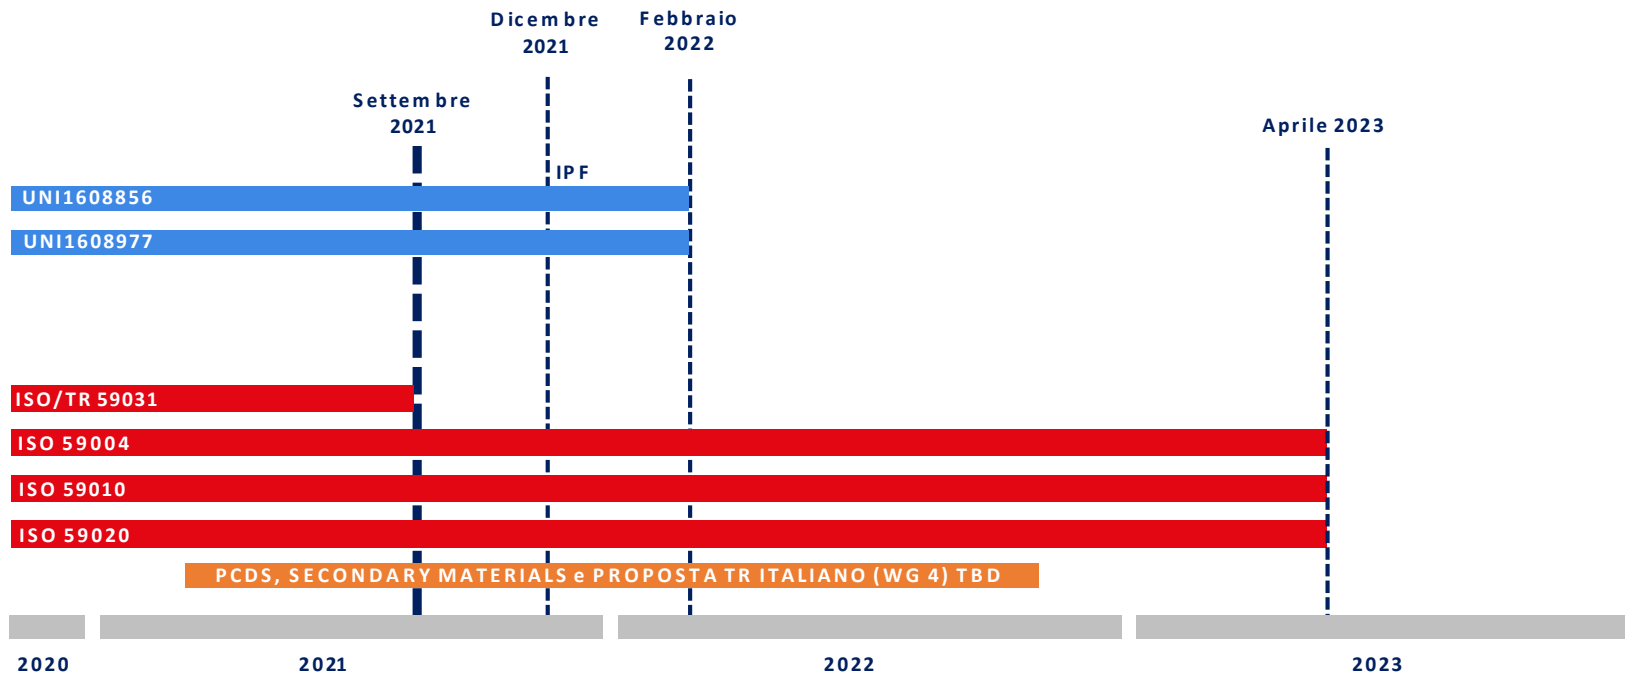 Dicembre
2021
Febbraio
2022
Settembre
2021
Aprile 2023
IPF
UNI1608856
UNI1608977
ISO/TR 59031
ISO 59004
ISO 59010
ISO 59020
PCDS, SECONDARY MATERIALS e PROPOSTA TR ITALIANO (WG 4) TBD
2020
2021
2022
2023